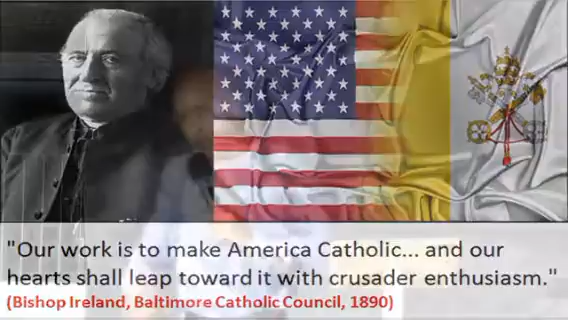 "Our work is to make America Catholic... and our
hearts shall leap toward it with crusader enthusiasm."
(Bishop Ireland, Baltimore Catholic Council, 1890)